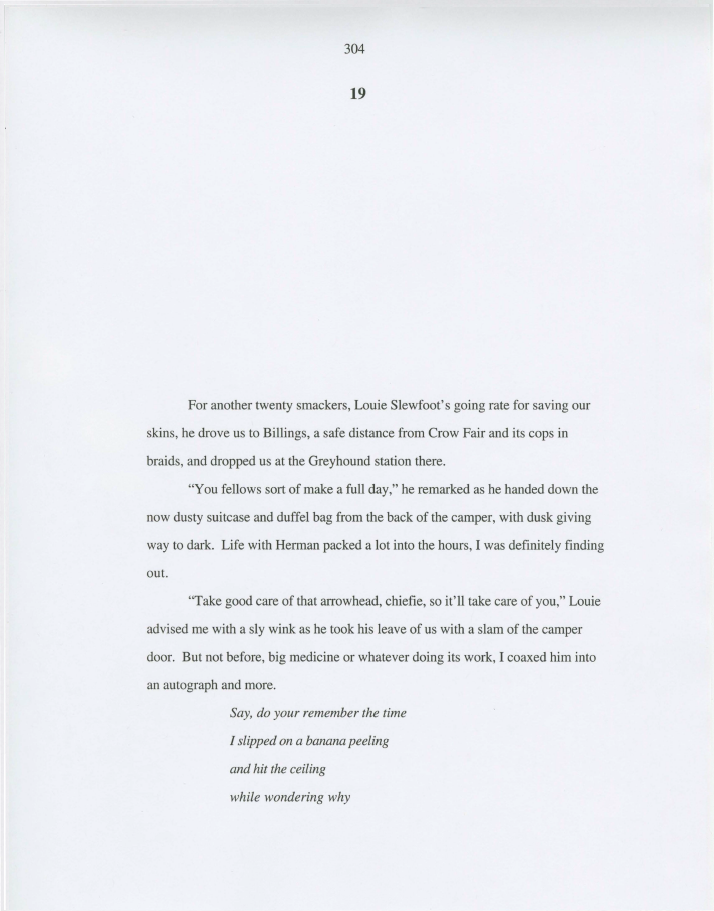 304
19
For another twenty smackers, Louie Slewfoot's going rate for saving our
skins, he drove us to Billings, a safe distance from Crow Fair and its cops in
braids, and dropped us at the Greyhound station there.
“You fellows sort of make a full day,” he remarked as he handed down the
now dusty suitcase and duffel bag from the back of the camper, with dusk giving
way to dark.  Life with Herman packed a lot into the hours, I was definitely finding
out.
“Take good care of that arrowhead, chiefie, so it’ll take care of you,” Louie
advised me with a sly wink as he took his leave of us with a slam of the camper
door.  But not before, big medicine or whatever doing its work, I coaxed him into
an autograph and more.
Say, do your remember the time
I slipped on a banana peeling
and hit the ceiling
while wondering why